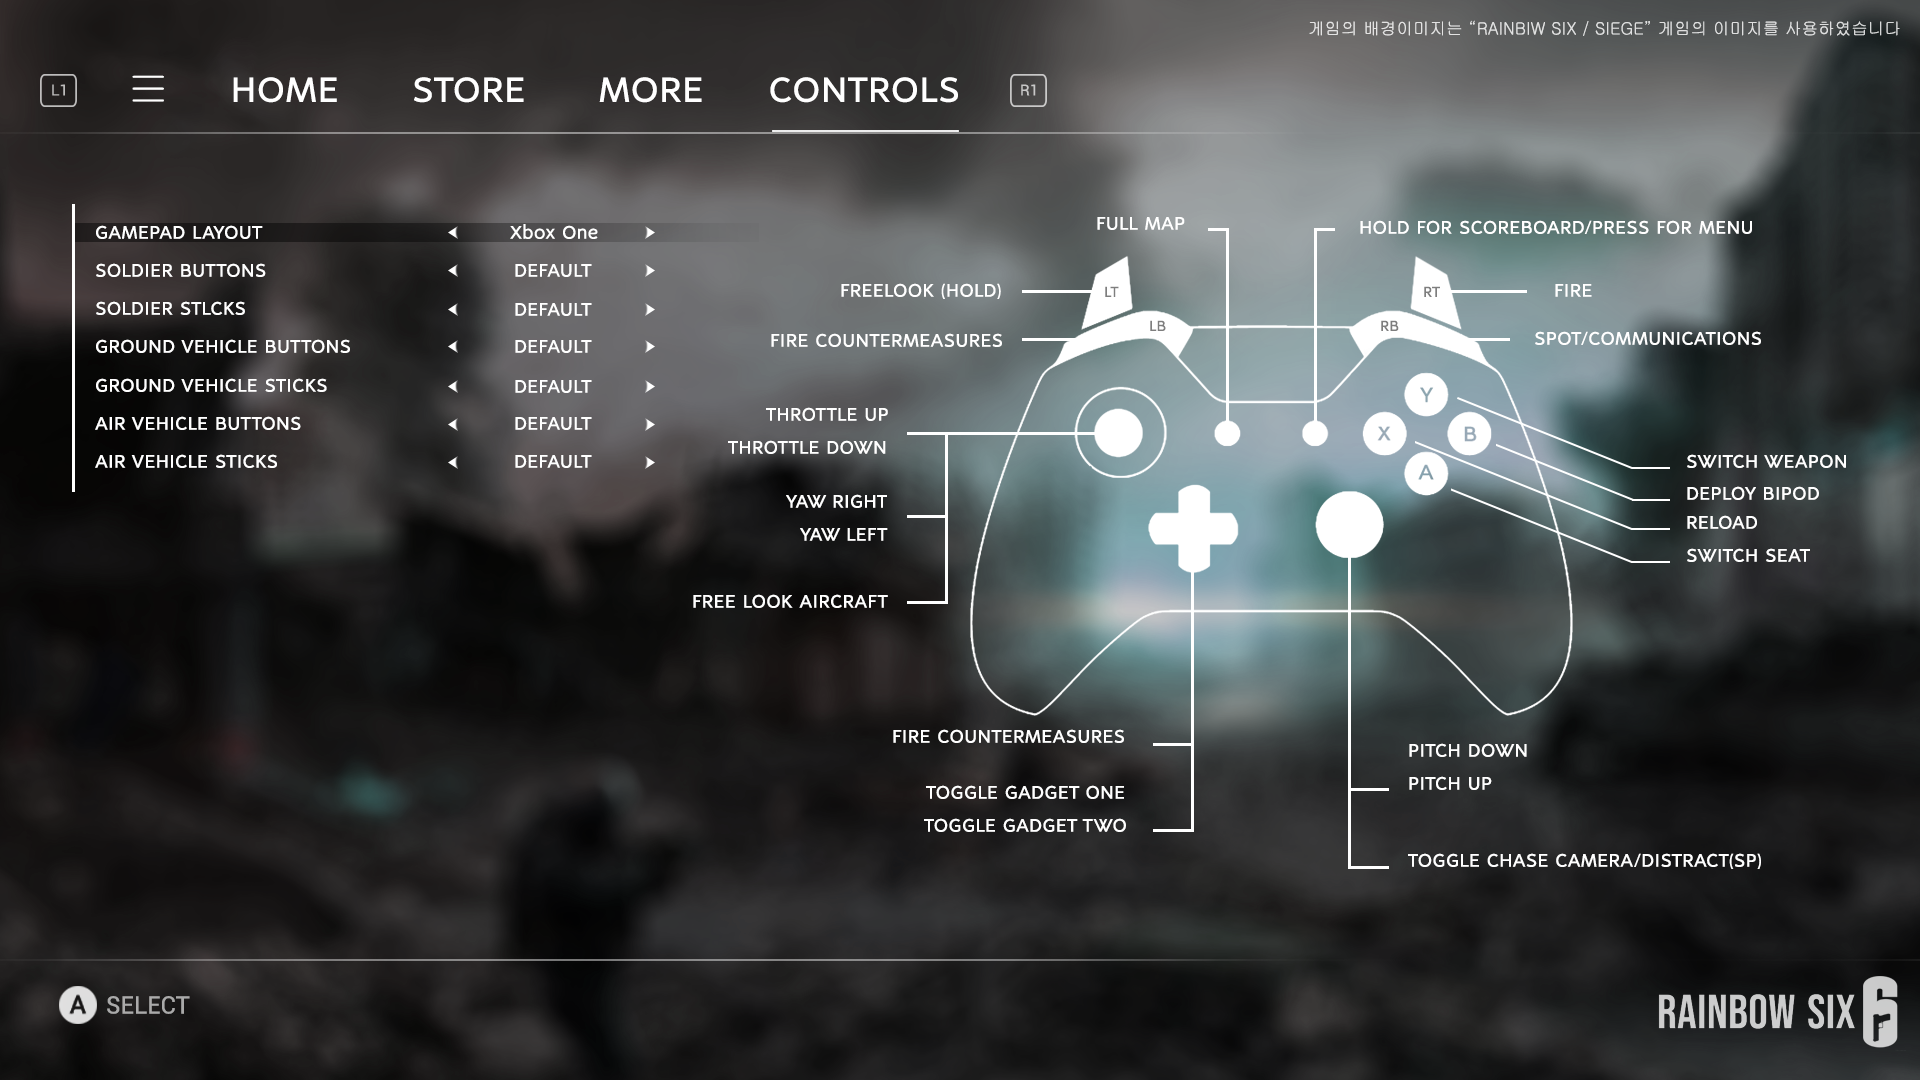 게임의 배경이미지는 “RAINBIW SIX / SIEGE” 게임의 이미지를 사용하였습니다
L1 HOME STORE MORE CONTROLS R1
GAMEPAD LAYOUT Xbox One
SOLDIER BUTTONS DEFAULT
SOLDIER STLCKS DEFAULT
GROUND VEHICLE BUTTONS DEFAULT
GROUND VEHICLE STICKS DEFAULT
AIR VEHICLE BUTTONS DEFAULT
AIR VEHICLE STICKS DEFAULT
FULL MAP
HOLD FOR SCOREBOARD/PRESS FOR MENU
FREELOOK (HOLD)
LT
RT
FIRE
FIRE COUNTERMEASURES
LB
RB
SPOT/COMMUNICATIONS
THROTTLE UP
THROTTLE DOWN
YAW RIGHT
YAW LEFT
FREE LOOK AIRCRAFT
Y
X
B
A
SWITCH WEAPON
DEPLOY BIPOD
RELOAD
SWITCH SEAT
FIRE COUNTERMEASURES
TOGGLE GADGET ONE
TOGGLE GADGET TWO
PITCH DOWN
PITCH UP
TOGGLE CHASE CAMERA/DISTRACT(SP)
A SELECT
RAINBOW SIX 6